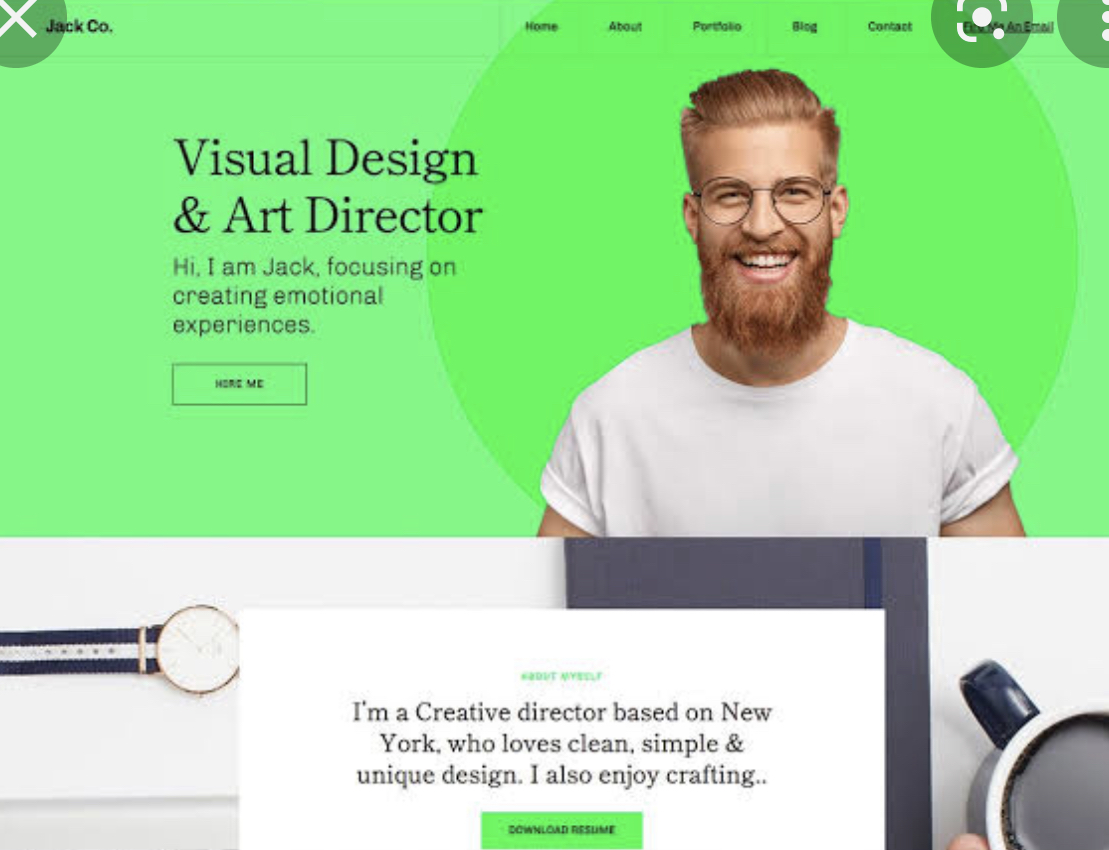 Jack Co.
Home About Portfolio Blog Contact Me An Email
Visual Design
& Art Director
Hi, I am Jack, focusing on
creating emotional
experiences.
HIRE ME
ABOUT MYSELF
I'm a Creative director based on New
York, who loves clean, simple &
unique design. I also enjoy crafting..
DOWNLOAD RESUME